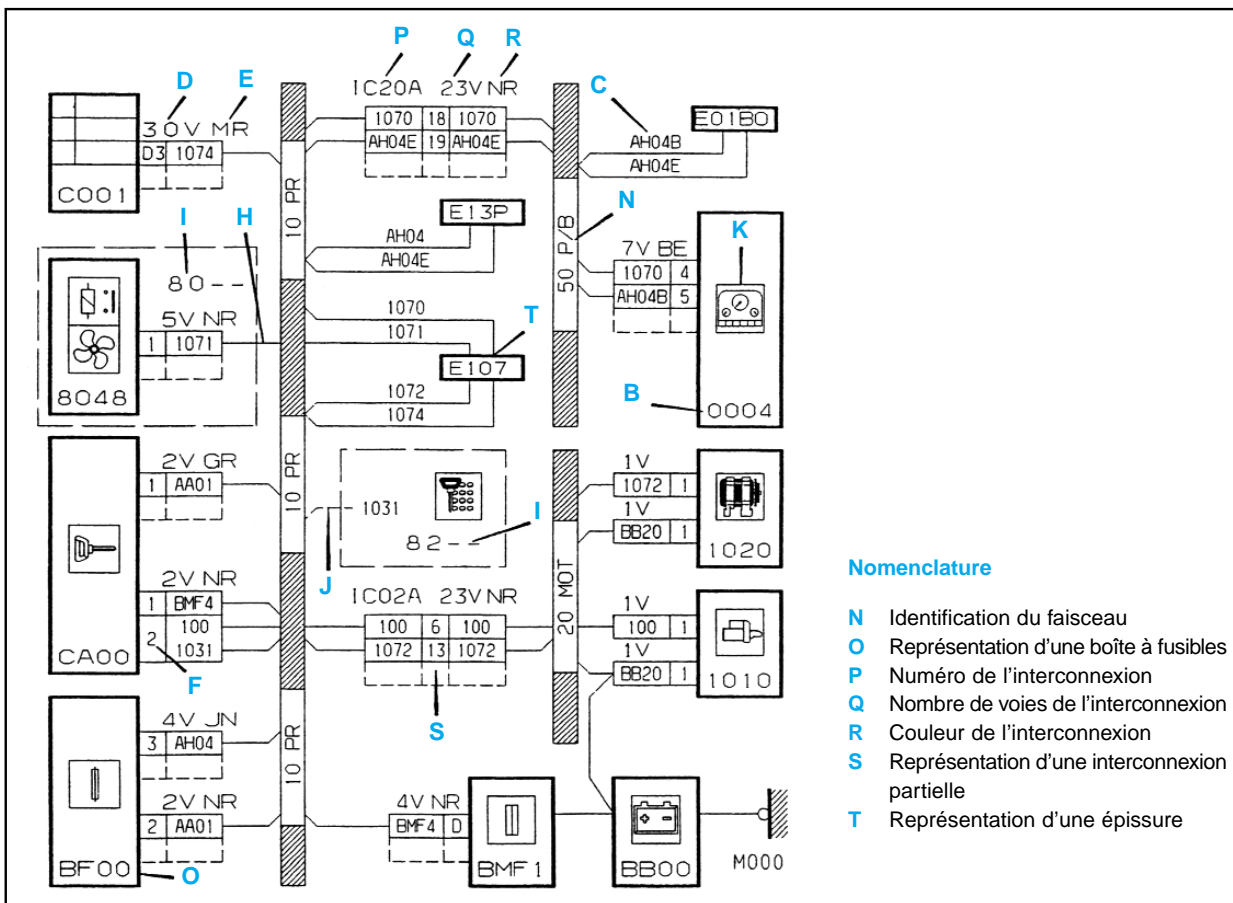 P Q R
1C20A 23V NR
1070 18 1070
AH04E 19 AH04E
C
E01B0
AH04B
AH04E
D E
30V MR
D3 1074
C001
10 PR
E13P
AH04
AH04E
N
50 P/B
K
7V BE
1070 4
AH04B 5
B
0004
I
80--
H
5V NR
1 1071
8048
1070
1071
T
E107
1072
1074
2V GR
1 AA01
10 PR
1031
82--
I
J
2V NR
1 BMF4
100
2 1031
CA00
F
1C02A 23V NR
100 6 100
1072 13 1072
S
20 MOT
1V
1072 1
1V
BB20 1
1020
1V
100 1
1V
BB20 1
1010
4V JN
3 AH04
10 PR
2V NR
2 AA01
BF00
O
4V NR
BMF4 D
BMF1
BB00
M000
Nomenclature
N Identification du faisceau
O Représentation d'une boîte à fusibles
P Numéro de l'interconnexion
Q Nombre de voies de l'interconnexion
R Couleur de l'interconnexion
S Représentation d'une interconnexion
partielle
T Représentation d'une épissure